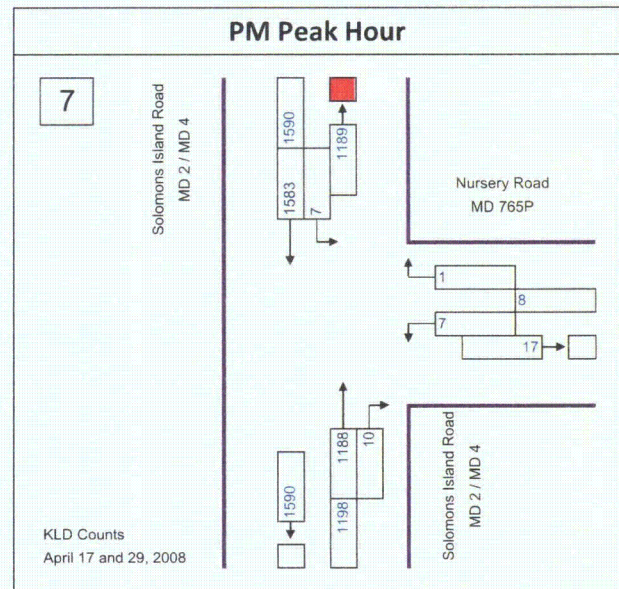 PM Peak Hour
7
Solomons Island Road
MD 2 / MD 4
1590
1189
1583
7
Nursery Road
MD 765P
1
8
7
17
1188
10
1590
1198
Solomons Island Road
MD 2 / MD 4
KLD Counts
April 17 and 29, 2008